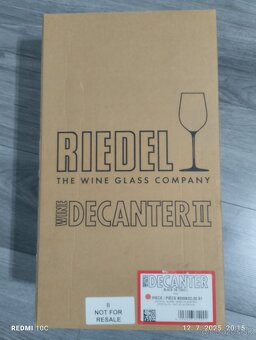 RIEDEL
THE WINE GLASS COMPANY
WINE DECANTER II
8
NOT FOR
RESALE
DECANTER
REDMI 10C
12. 7. 2025 20:15